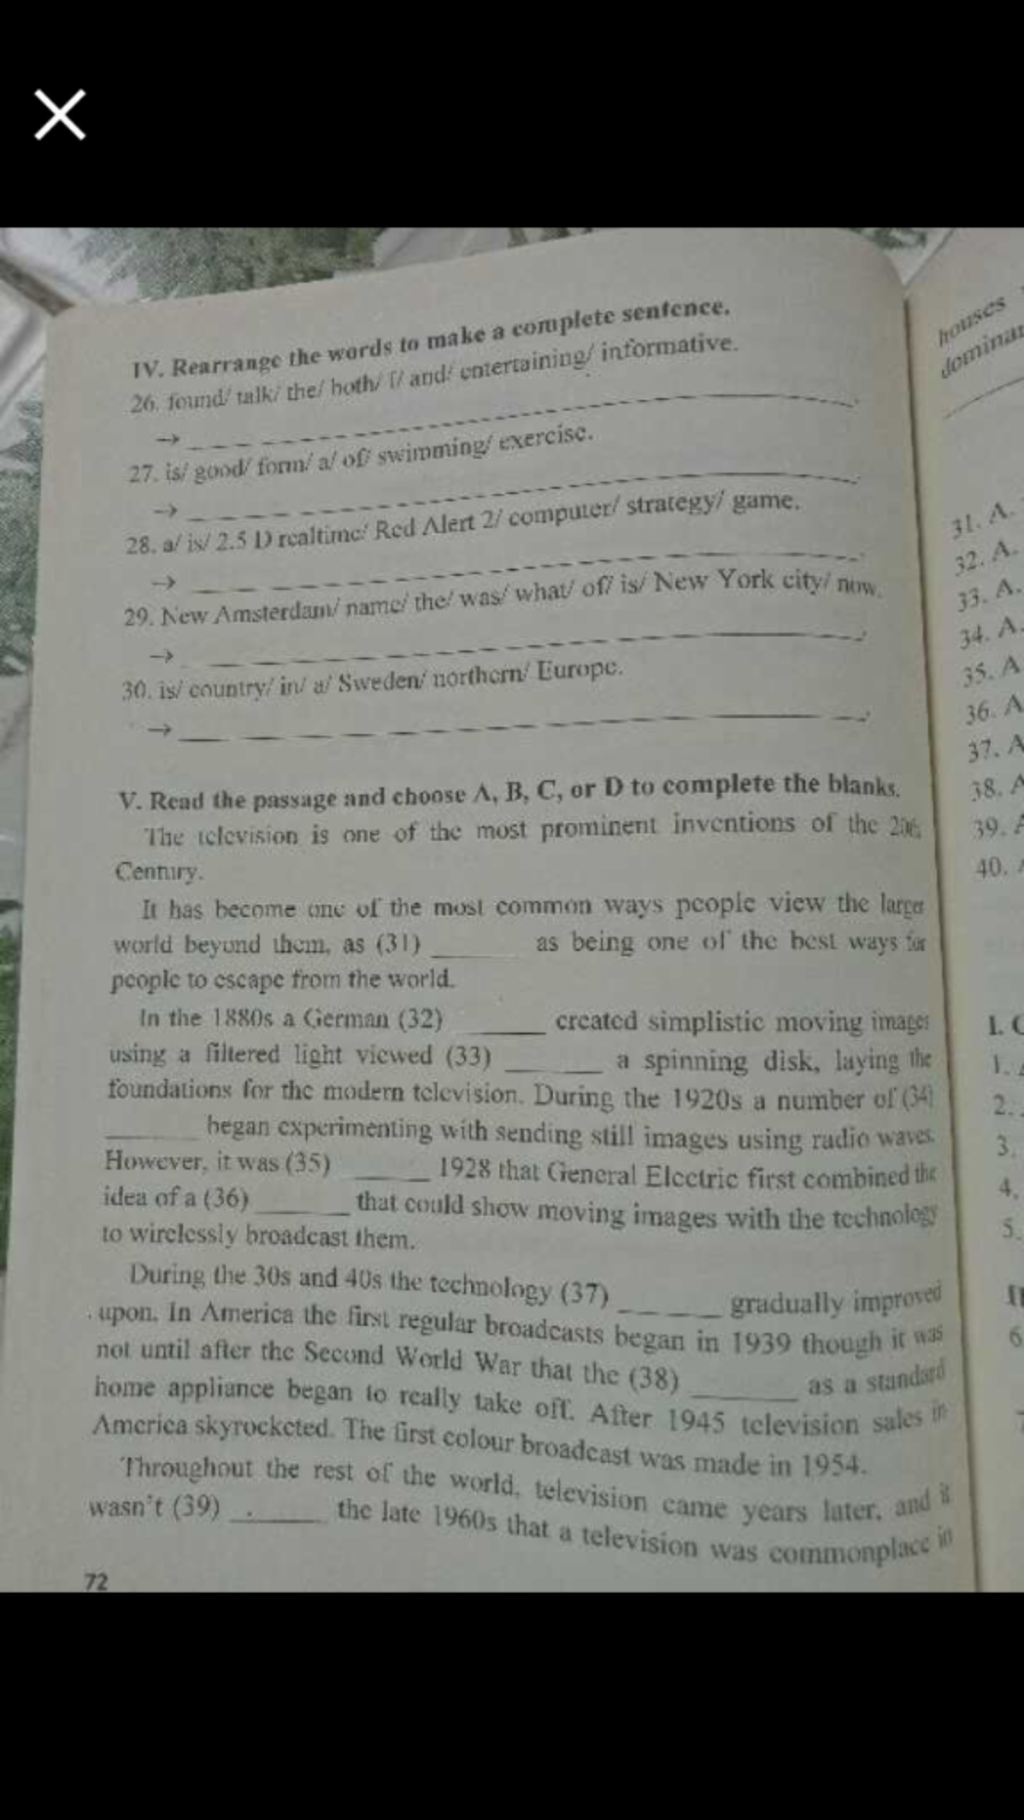 IV. Rearrange the words to make a complete sentence.
26. found/ talk/ the/ both/ I/ and/ entertaining/ informative.
→
27. is/ good/ form/ a/ of/ swimming/ exercise.
→
28. a/ is/ 2.5 D realtime/ Red Alert 2/ computer/ strategy/ game.
→
29. New Amsterdam/ name/ the/ was/ what/ of/ is/ New York city/ now.
→
30. is/ country/ in/ a/ Sweden/ northern/ Europe.
→
V. Read the passage and choose A, B, C, or D to complete the blanks.
The television is one of the most prominent inventions of the
Century.
It has become one of the most common ways people view the larger
world beyond them, as (31) ______ as being one of the best ways for
people to escape from the world.
In the 1880s a German (32) ______ created simplistic moving images
using a filtered light viewed (33) ______ a spinning disk, laying the
foundations for the modern television. During the 1920s a number of (34)
______ began experimenting with sending still images using radio waves.
However, it was (35) ______ 1928 that General Electric first combined the
idea of a (36) ______ that could show moving images with the technology
to wirelessly broadcast them.
During the 30s and 40s the technology (37) ______ gradually improved
upon. In America the first regular broadcasts began in 1939 though it was
not until after the Second World War that the (38) ______ as a standard
home appliance began to really take off. After 1945 television sales in
America skyrocketed. The first colour broadcast was made in 1954.
Throughout the rest of the world, television came years later, and it
wasn't (39) ______ the late 1960s that a television was commonplace in
72
houses
31. A.
32. A.
33. A.
34. A.
35. A
36. A
37. A
38. A
39. A
40.
1.
2.
3.
4.
5.
6